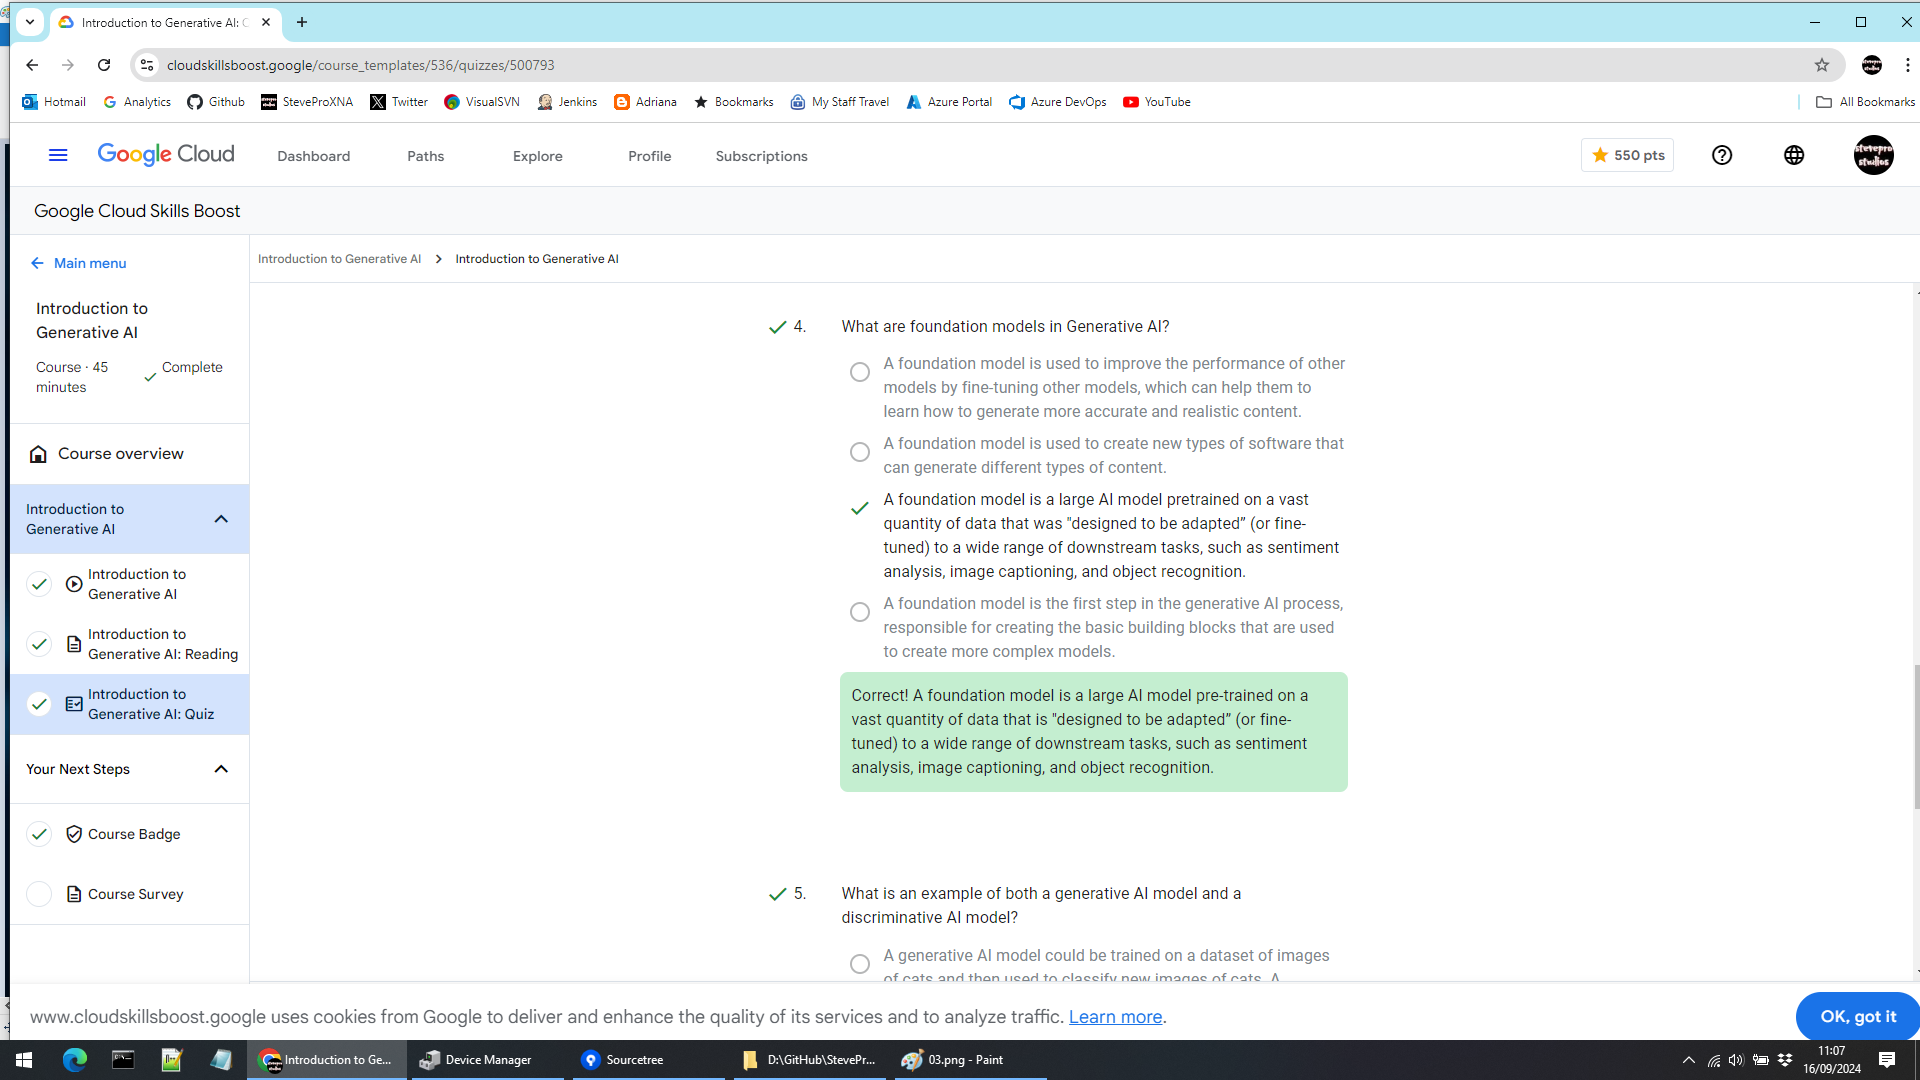 Introduction to Generative AI: C
cloudskillsboost.google/course_templates/536/quizzes/500793
Hotmail
Analytics
Github
SteveProXNA
Twitter
VisualSVN
Jenkins
Adriana
Bookmarks
My Staff Travel
Azure Portal
Azure DevOps
YouTube
All Bookmarks
Google Cloud
Dashboard
Paths
Explore
Profile
Subscriptions
550 pts
stevepro
studios
Google Cloud Skills Boost
Main menu
Introduction to
Generative AI
Course · 45
minutes
Complete
Course overview
Introduction to
Generative AI
Introduction to
Generative AI
Introduction to
Generative AI: Reading
Introduction to
Generative AI: Quiz
Your Next Steps
Course Badge
Course Survey
Introduction to Generative AI
Introduction to Generative AI
4. What are foundation models in Generative AI?
A foundation model is used to improve the performance of other
models by fine-tuning other models, which can help them to
learn how to generate more accurate and realistic content.
A foundation model is used to create new types of software that
can generate different types of content.
A foundation model is a large AI model pretrained on a vast
quantity of data that was "designed to be adapted” (or fine-
tuned) to a wide range of downstream tasks, such as sentiment
analysis, image captioning, and object recognition.
A foundation model is the first step in the generative AI process,
responsible for creating the basic building blocks that are used
to create more complex models.
Correct! A foundation model is a large AI model pre-trained on a
vast quantity of data that is "designed to be adapted” (or fine-
tuned) to a wide range of downstream tasks, such as sentiment
analysis, image captioning, and object recognition.
5. What is an example of both a generative AI model and a
discriminative AI model?
A generative AI model could be trained on a dataset of images
of cats and then used to classify new images of cats. A
www.cloudskillsboost.google uses cookies from Google to deliver and enhance the quality of its services and to analyze traffic. Learn more.
OK, got it
Introduction to Ge...
Device Manager
Sourcetree
D:\GitHub\StevePr...
03.png - Paint
11:07
16/09/2024